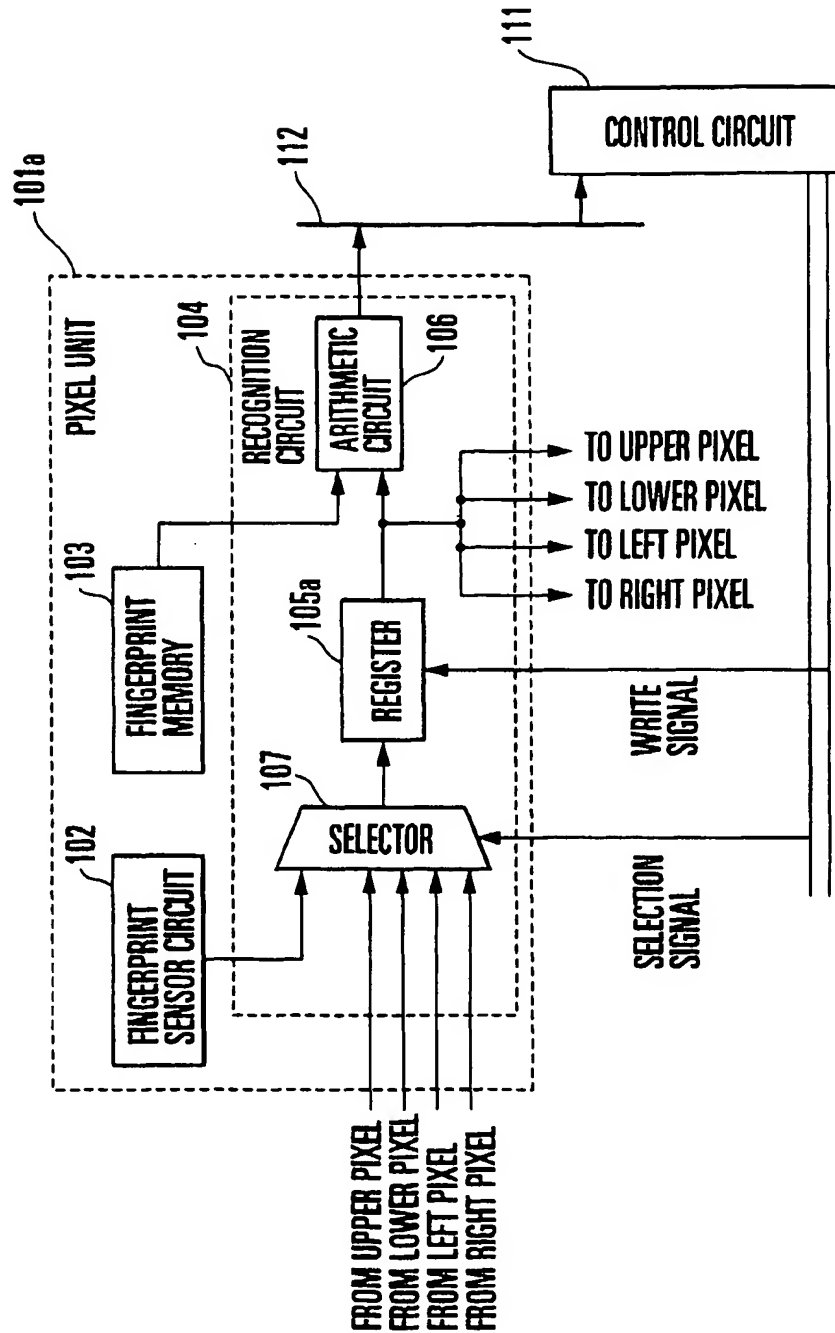 101a
PIXEL UNIT
102
FINGERPRINT
SENSOR CIRCUIT
103
FINGERPRINT
MEMORY
104
RECOGNITION
CIRCUIT
112
111
CONTROL CIRCUIT
107
SELECTOR
105a
REGISTER
ARITHMETIC
CIRCUIT
106
FROM UPPER PIXEL
FROM LOWER PIXEL
FROM LEFT PIXEL
FROM RIGHT PIXEL
TO UPPER PIXEL
TO LOWER PIXEL
TO LEFT PIXEL
TO RIGHT PIXEL
SELECTION
SIGNAL
WRITE
SIGNAL